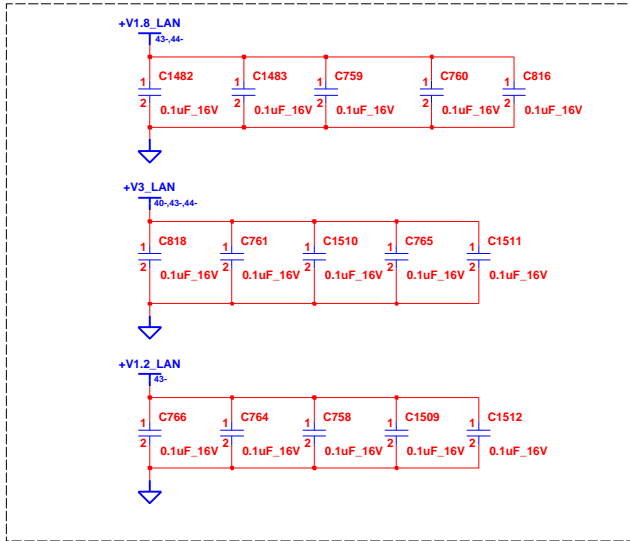 +V1.8_LAN
43-,44-
1 C1482 1 C1483 1 C759 1 C760 1 C816
2 0.1uF_16V 2 0.1uF_16V 2 0.1uF_16V 2 0.1uF_16V 2 0.1uF_16V
+V3_LAN
40-,43-,44-
1 C818 1 C761 1 C1510 1 C765 1 C1511
2 0.1uF_16V 2 0.1uF_16V 2 0.1uF_16V 2 0.1uF_16V 2 0.1uF_16V
+V1.2_LAN
43-
1 C766 1 C764 1 C758 1 C1509 1 C1512
2 0.1uF_16V 2 0.1uF_16V 2 0.1uF_16V 2 0.1uF_16V 2 0.1uF_16V